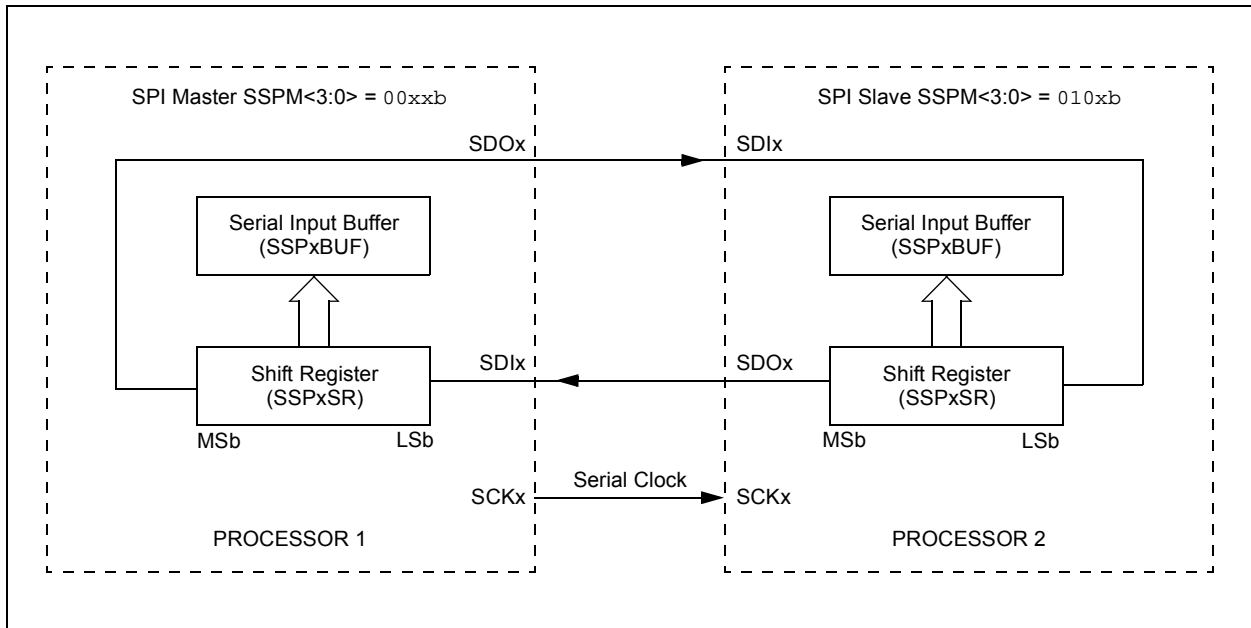 SPI Master SSPM<3:0> = 00xxb
SPI Slave SSPM<3:0> = 010xb
SDOx
SDIx
Serial Input Buffer
(SSPxBUF)
Serial Input Buffer
(SSPxBUF)
SDIx
SDOx
Shift Register
(SSPxSR)
Shift Register
(SSPxSR)
MSb
LSb
MSb
LSb
Serial Clock
SCKx
SCKx
PROCESSOR 1
PROCESSOR 2